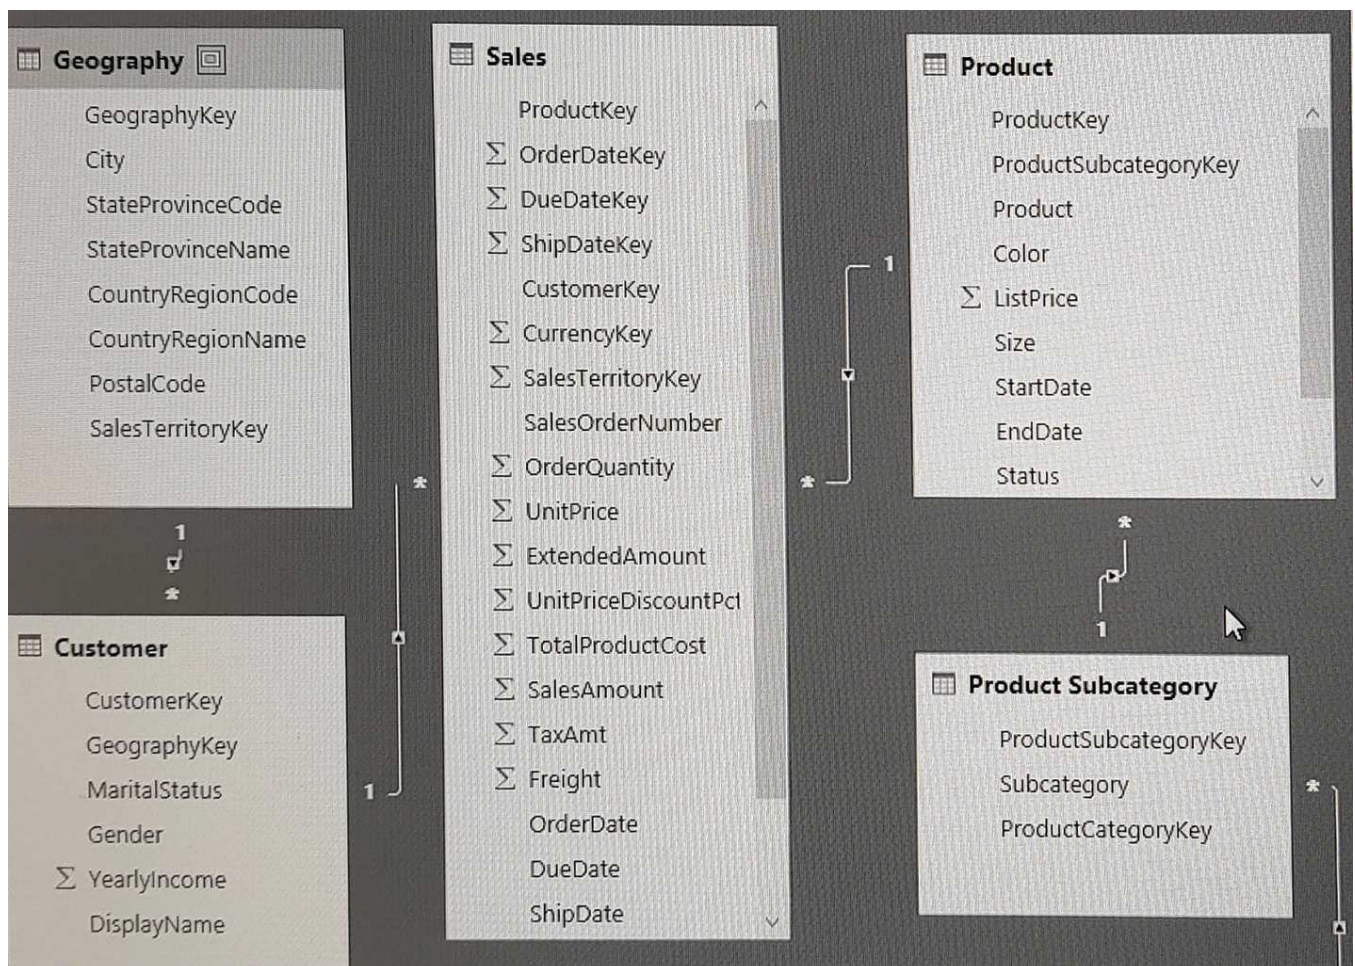 Geography
GeographyKey
City
StateProvinceCode
StateProvinceName
CountryRegionCode
CountryRegionName
PostalCode
SalesTerritoryKey
1
*
Customer
CustomerKey
GeographyKey
MaritalStatus
Gender
Σ YearlyIncome
DisplayName
*
1
Sales
ProductKey
Σ OrderDateKey
Σ DueDateKey
Σ ShipDateKey
CustomerKey
Σ CurrencyKey
Σ SalesTerritoryKey
SalesOrderNumber
Σ OrderQuantity
Σ UnitPrice
Σ ExtendedAmount
Σ UnitPriceDiscountPct
Σ TotalProductCost
Σ SalesAmount
Σ TaxAmt
Σ Freight
OrderDate
DueDate
ShipDate
1
*
Product
ProductKey
ProductSubcategoryKey
Product
Color
Σ ListPrice
Size
StartDate
EndDate
Status
*
1
Product Subcategory
ProductSubcategoryKey
Subcategory
ProductCategoryKey
*